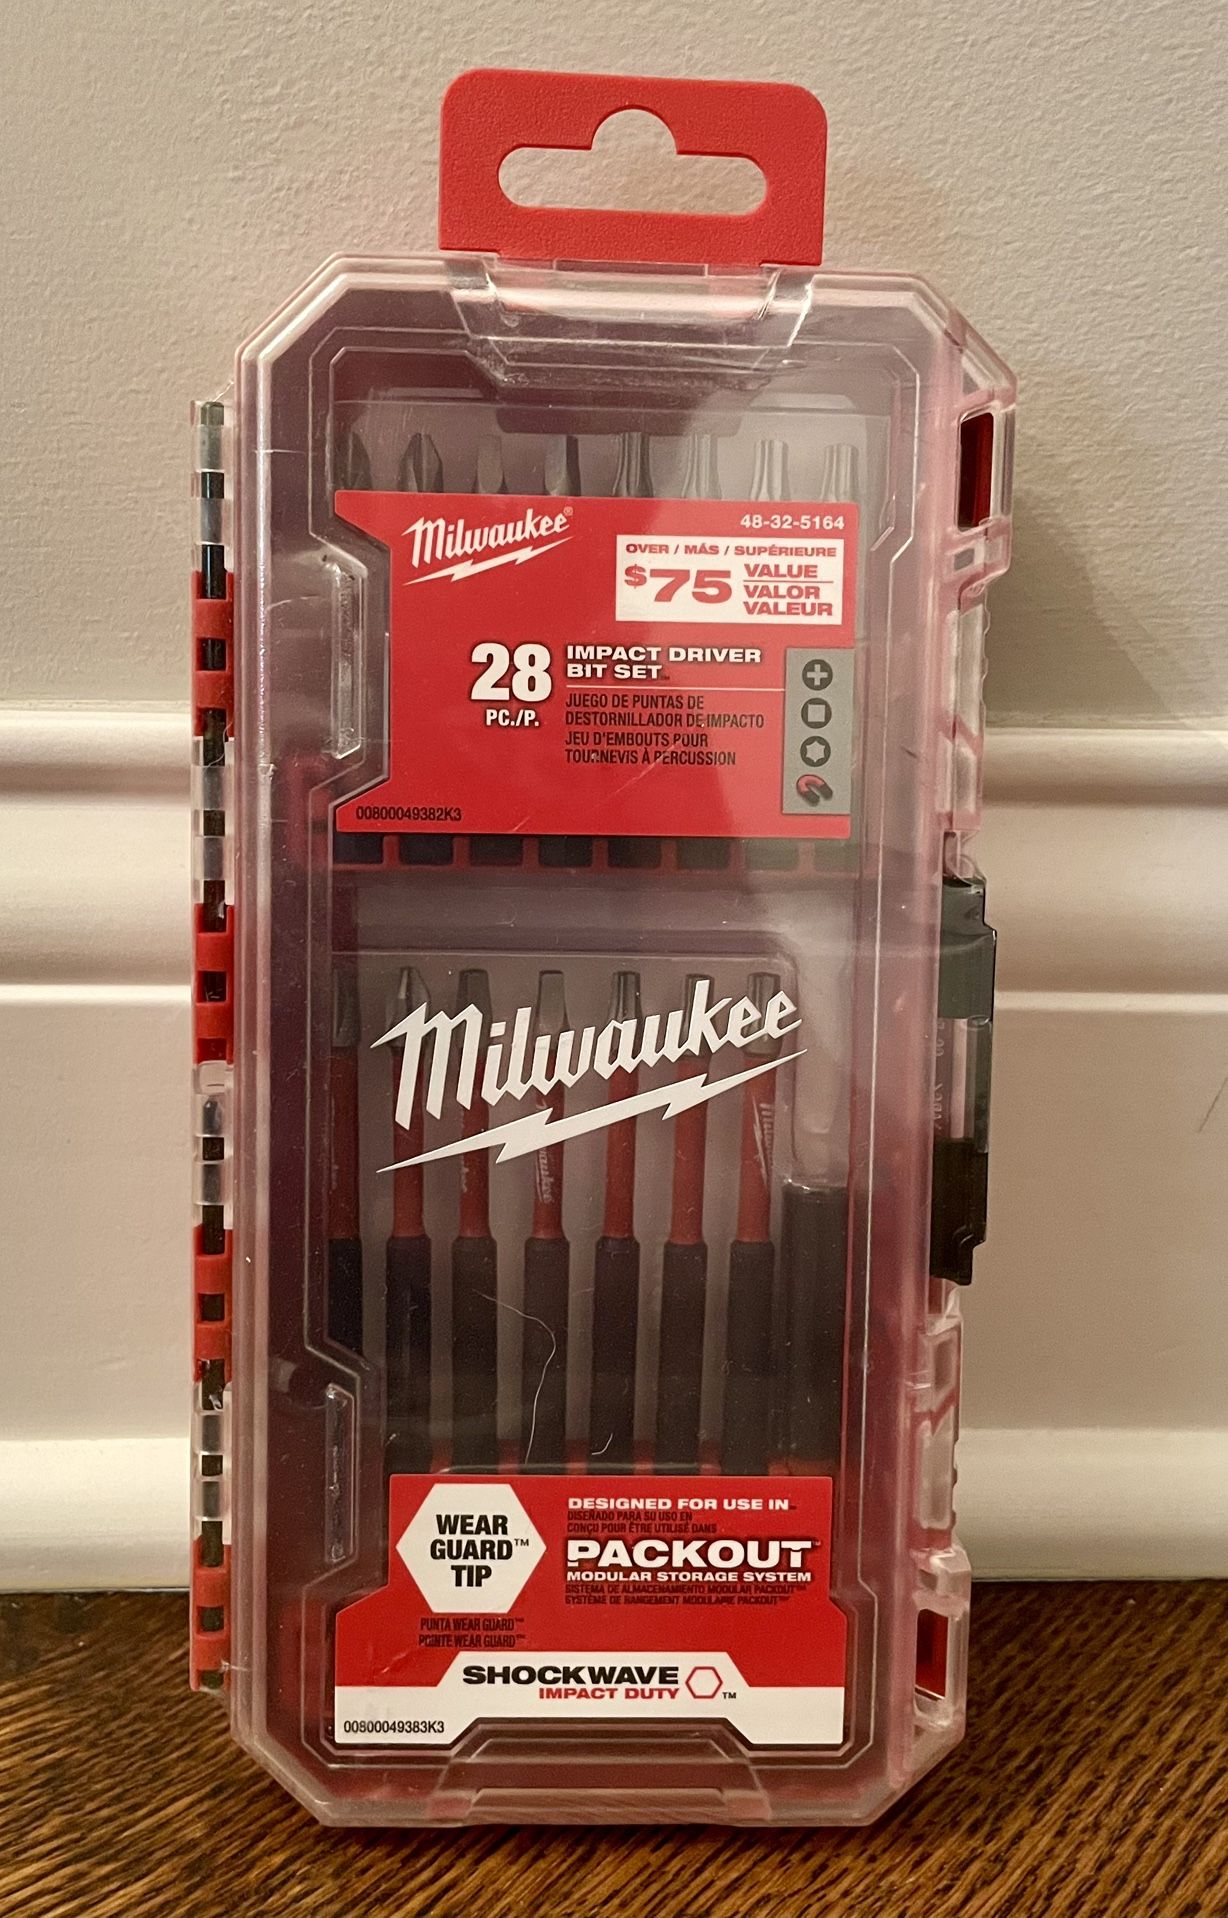 Milwaukee®
48-32-5164
OVER / MÁS / SUPÉRIEURE
$75 VALUE
VALOR
VALEUR
28 PC./P.
IMPACT DRIVER
BIT SET™
JUEGO DE PUNTAS DE
DESTORNILLADOR DE IMPACTO
JEU D'EMBOUTS POUR
TOURNEVIS À PERCUSSION
00800049382K3
Milwaukee
WEAR
GUARD™
TIP
PUNTA WEAR GUARD™
POINTE WEAR GUARD™
DESIGNED FOR USE IN
DISEÑADO PARA SU USO EN
CONÇU POUR ÊTRE UTILISÉ DANS
PACKOUT™
MODULAR STORAGE SYSTEM
SISTEMA DE ALMACENAMIENTO MODULAR PACKOUT™
SYSTÈME DE RANGEMENT MODULAIRE PACKOUT™
SHOCKWAVE
IMPACT DUTY™
00800049383K3